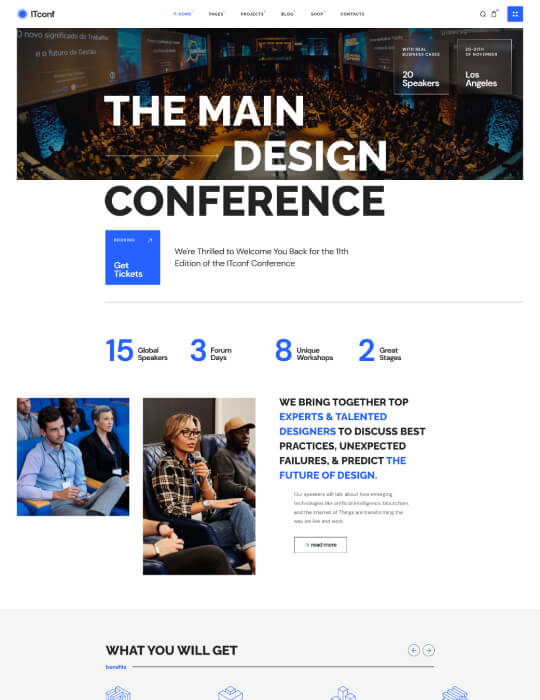 ITconf
HOME PAGES PROJECTS BLOG SHOP CONTACTS
O novo significado do Trabalho
e o futuro da Gestão
WITH REAL
BUSINESS CASES
20
Speakers
20-21TH
OF NOVEMBER
Los
Angeles
THE MAIN
DESIGN
CONFERENCE
BOOKING
Get
Tickets
We're Thrilled to Welcome You Back for the 11th
Edition of the ITconf Conference
15 Global
Speakers
3 Forum
Days
8 Unique
Workshops
2 Great
Stages
WE BRING TOGETHER TOP
EXPERTS & TALENTED
DESIGNERS TO DISCUSS BEST
PRACTICES, UNEXPECTED
FAILURES, & PREDICT THE
FUTURE OF DESIGN.
Our speakers will talk about how emerging
technologies like artificial intelligence, blockchain,
and the Internet of Things are transforming the
way we live and work.
read more
WHAT YOU WILL GET
benefits